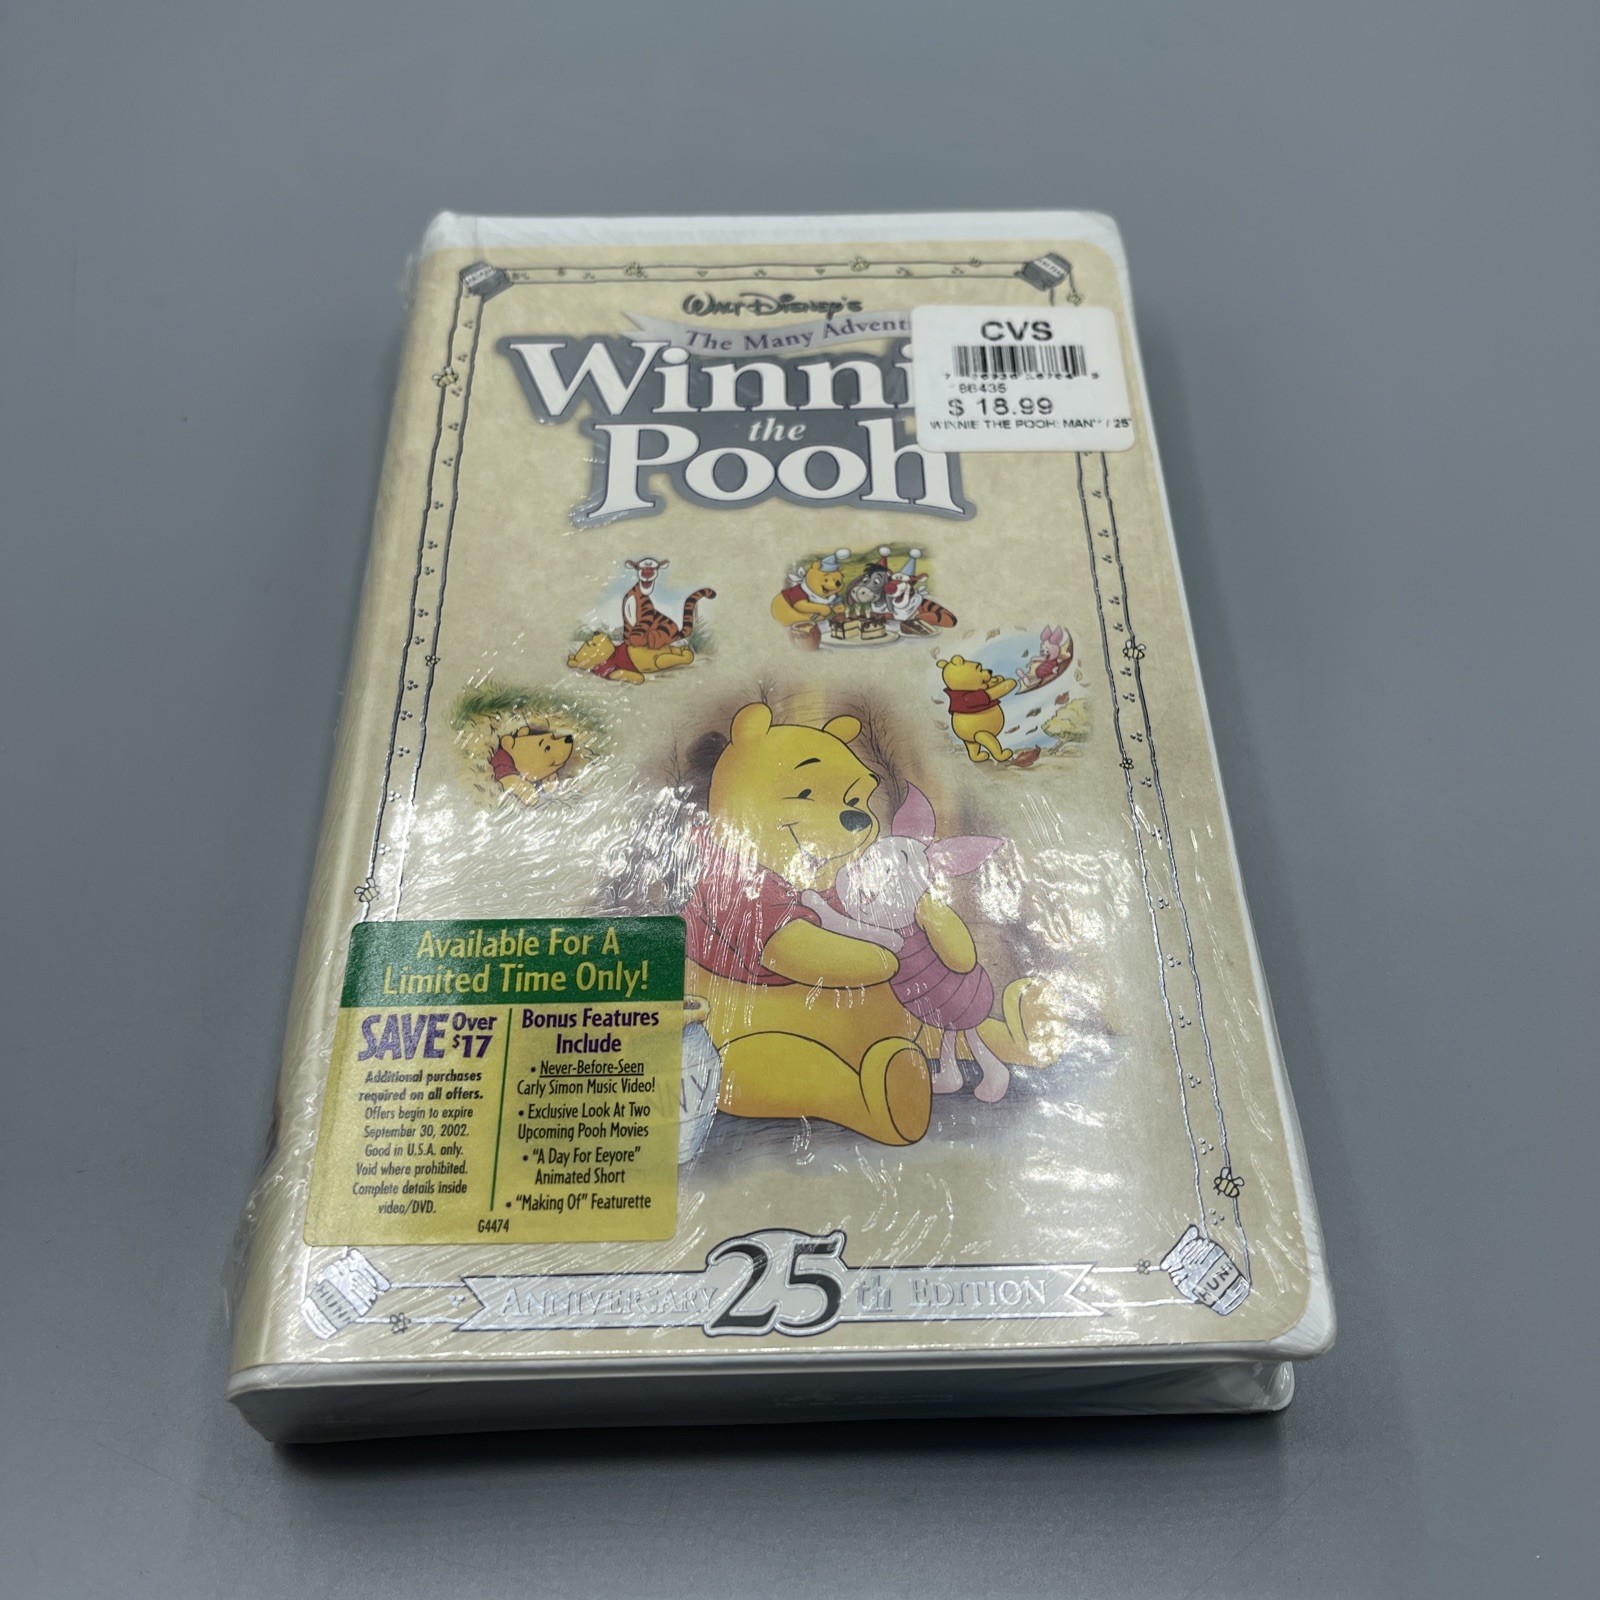 WALT DISNEY'S
The Many Advent
Winni
the
Pooh
CVS
86435
$ 18.99
WINNIE THE POOH: MAN / 25
Available For A
Limited Time Only!
SAVE Over
$17
Additional purchases
required on all offers.
Offers begin to expire
September 30, 2002.
Good in U.S.A. only.
Void where prohibited.
Complete details inside
video/DVD.
Bonus Features
Include
• Never-Before-Seen
Carly Simon Music Video!
• Exclusive Look At Two
Upcoming Pooh Movies
• "A Day For Eeyore"
Animated Short
• "Making Of" Featurette
G4474
NNY
ANNIVERSARY 25th EDITION
HUNI
HUNI